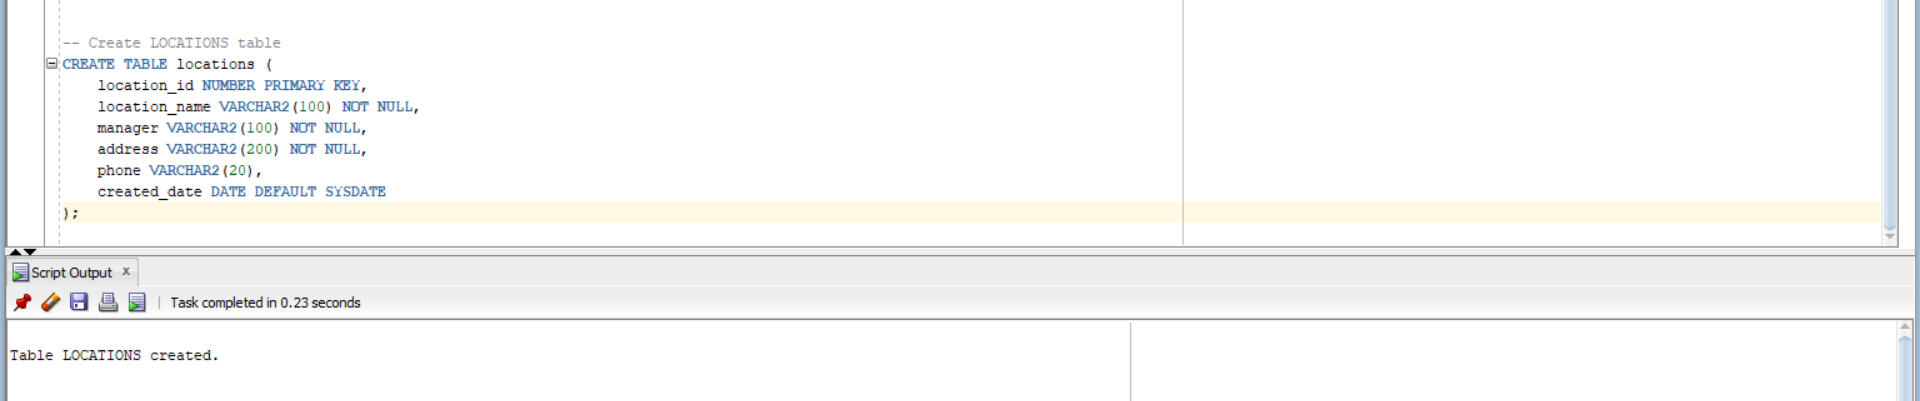 -- Create LOCATIONS table
CREATE TABLE locations (
    location_id NUMBER PRIMARY KEY,
    location_name VARCHAR2(100) NOT NULL,
    manager VARCHAR2(100) NOT NULL,
    address VARCHAR2(200) NOT NULL,
    phone VARCHAR2(20),
    created_date DATE DEFAULT SYSDATE
);
Script Output x
Task completed in 0.23 seconds
Table LOCATIONS created.